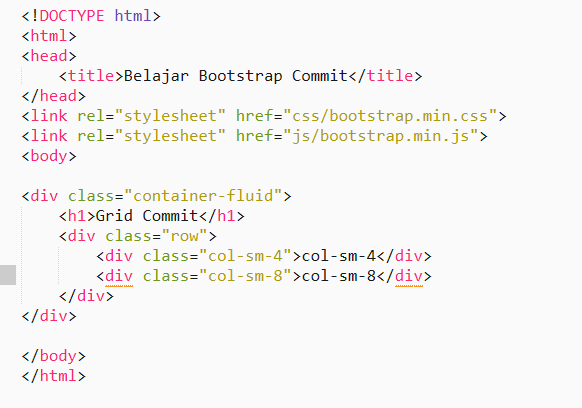 <!DOCTYPE html>
<html>
<head>
    <title>Belajar Bootstrap Commit</title>
</head>
<link rel="stylesheet" href="css/bootstrap.min.css">
<link rel="stylesheet" href="js/bootstrap.min.js">
<body>

<div class="container-fluid">
    <h1>Grid Commit</h1>
    <div class="row">
        <div class="col-sm-4">col-sm-4</div>
        <div class="col-sm-8">col-sm-8</div>
    </div>
</div>

</body>
</html>